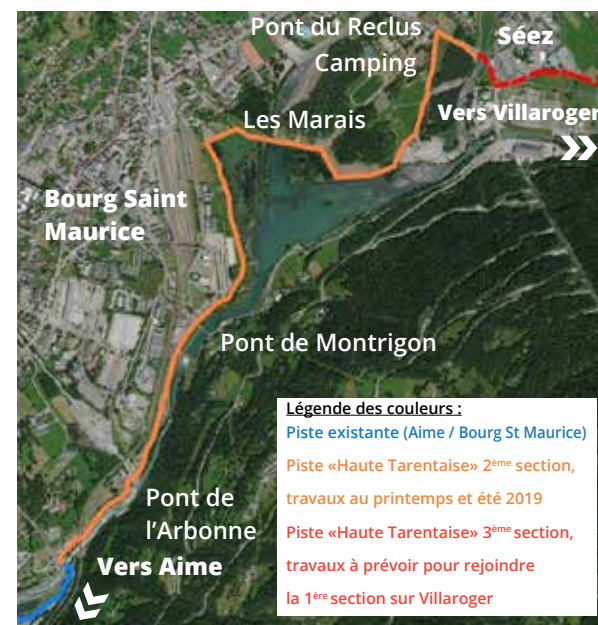 Pont du Reclus
Séez
Camping
Vers Villaroger
Les Marais
Bourg Saint
Maurice
Pont de Montrigon
Pont de
l'Arbonne
Vers Aime
Légende des couleurs :
Piste existante (Aime / Bourg St Maurice)
Piste «Haute Tarentaise» 2ème section,
travaux au printemps et été 2019
Piste «Haute Tarentaise» 3ème section,
travaux à prévoir pour rejoindre
la 1ère section sur Villaroger